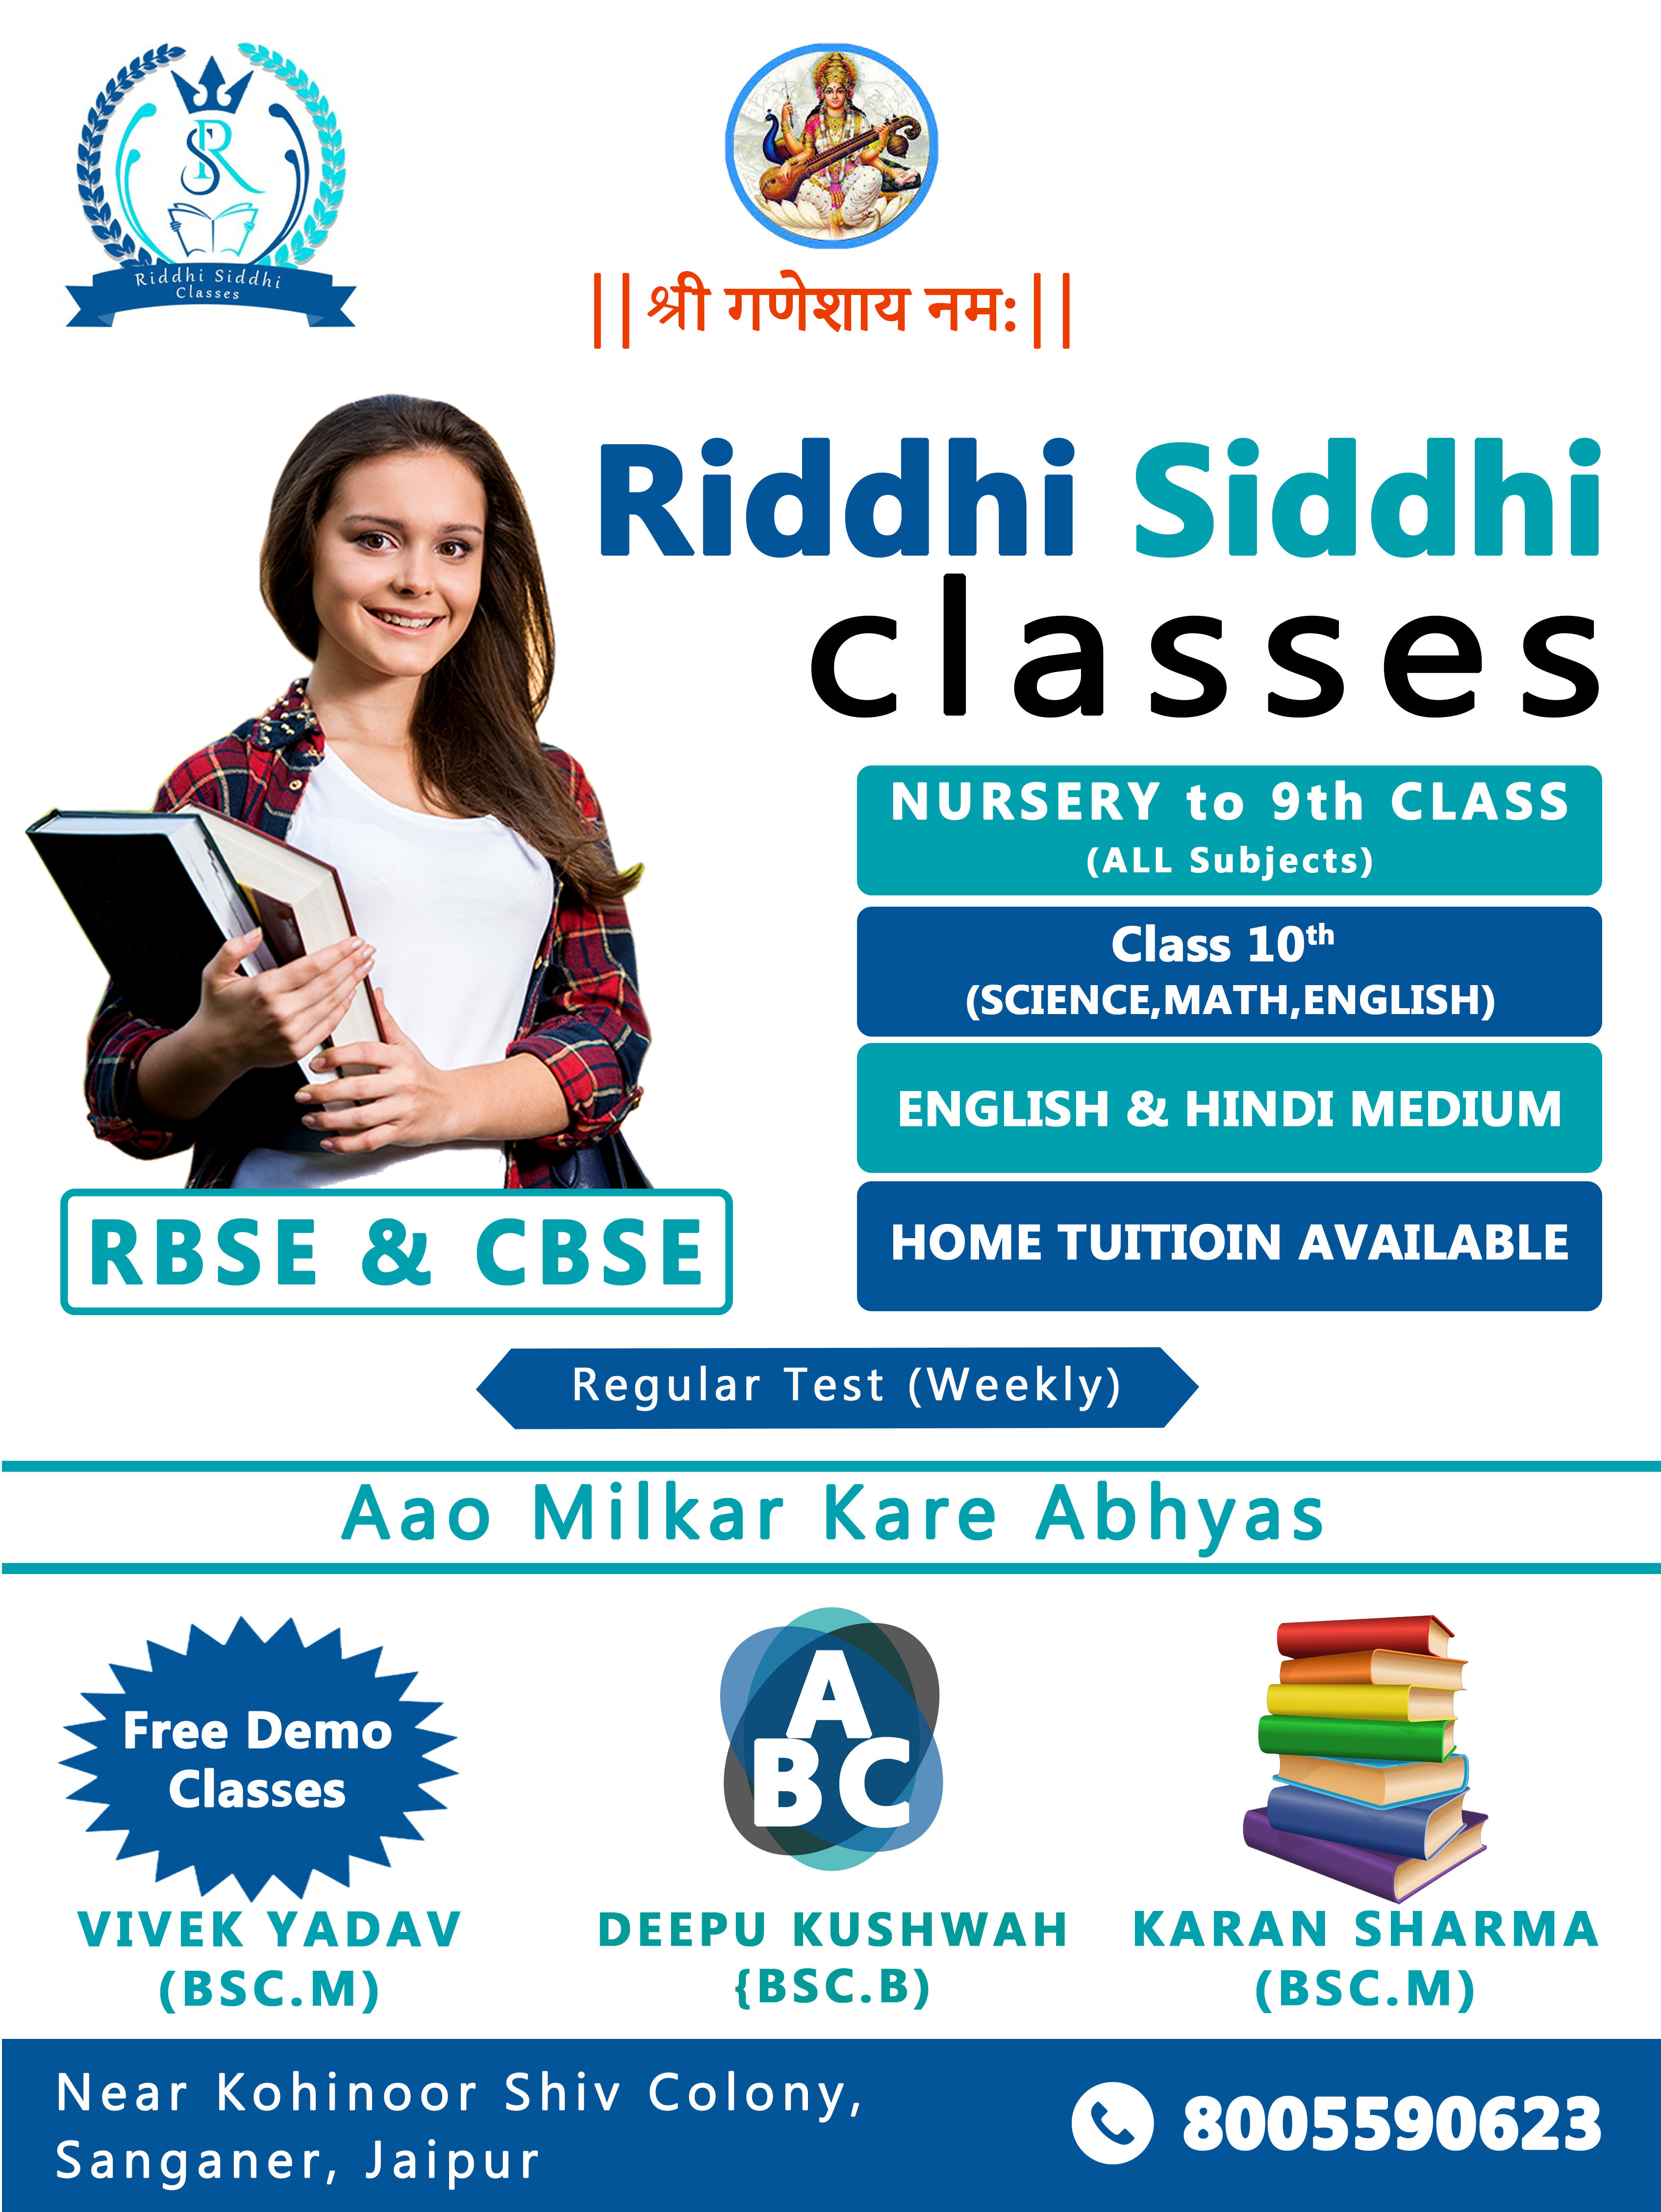 SR
Riddhi Siddhi
Classes
||श्री गणेशाय नम:||
Riddhi Siddhi
classes
NURSERY to 9th CLASS
(ALL Subjects)
Class 10th
(SCIENCE,MATH,ENGLISH)
ENGLISH & HINDI MEDIUM
HOME TUITIOIN AVAILABLE
RBSE & CBSE
Regular Test (Weekly)
Aao Milkar Kare Abhyas
Free Demo
Classes
A
BC
VIVEK YADAV
(BSC.M)
DEEPU KUSHWAH
{BSC.B)
KARAN SHARMA
(BSC.M)
Near Kohinoor Shiv Colony,
Sanganer, Jaipur
8005590623